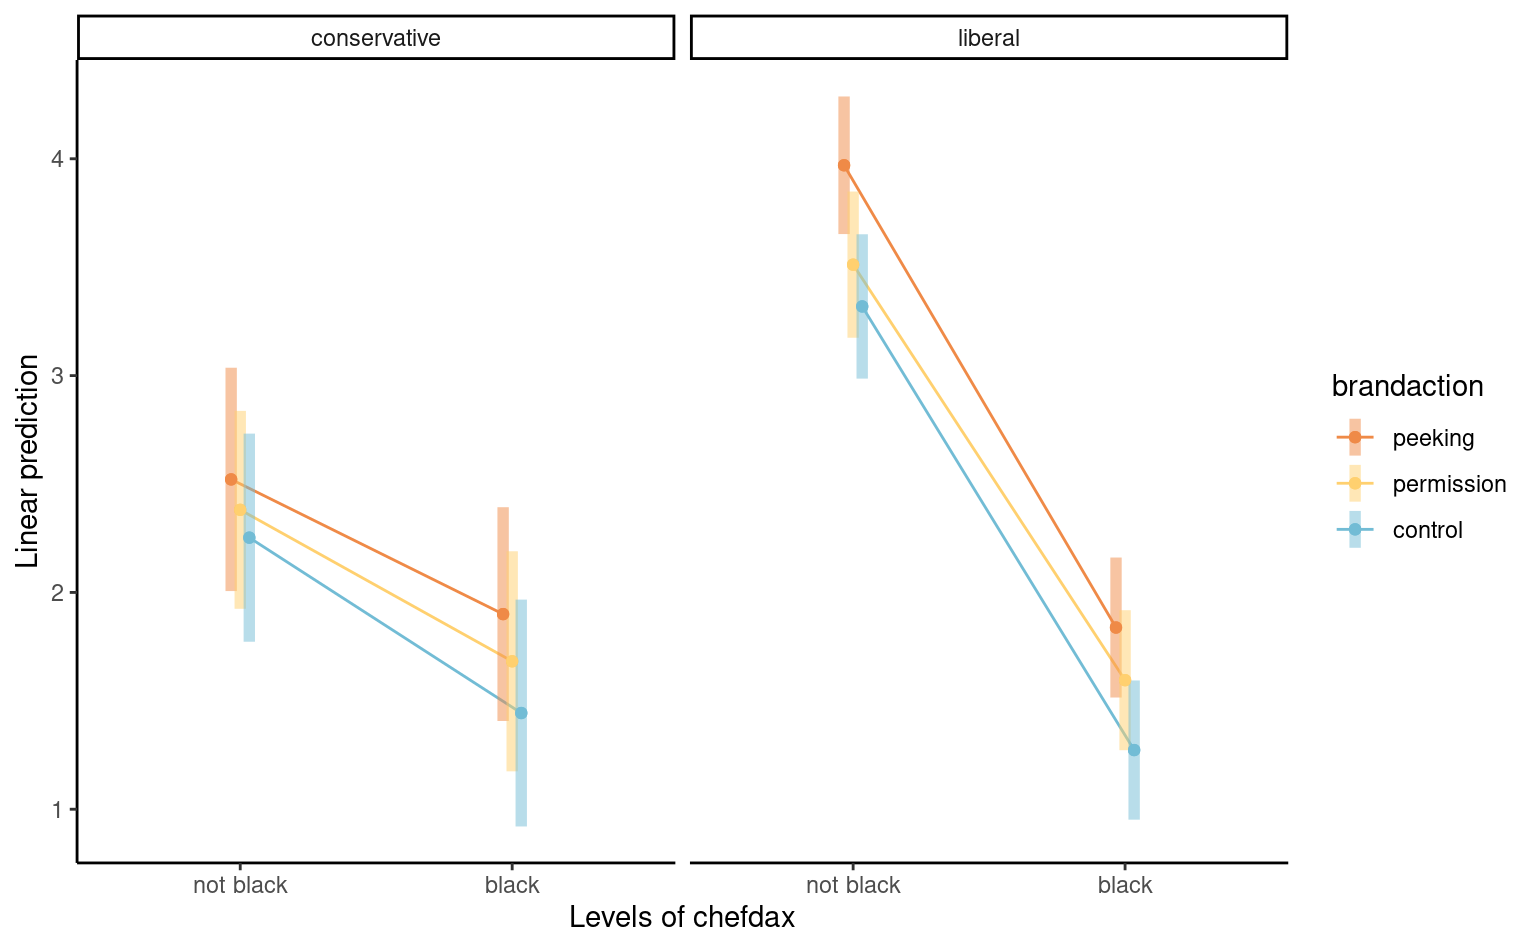 conservative
liberal
4
3
2
1
Linear prediction
not black
black
not black
black
Levels of chefdax
brandaction
peeking
permission
control